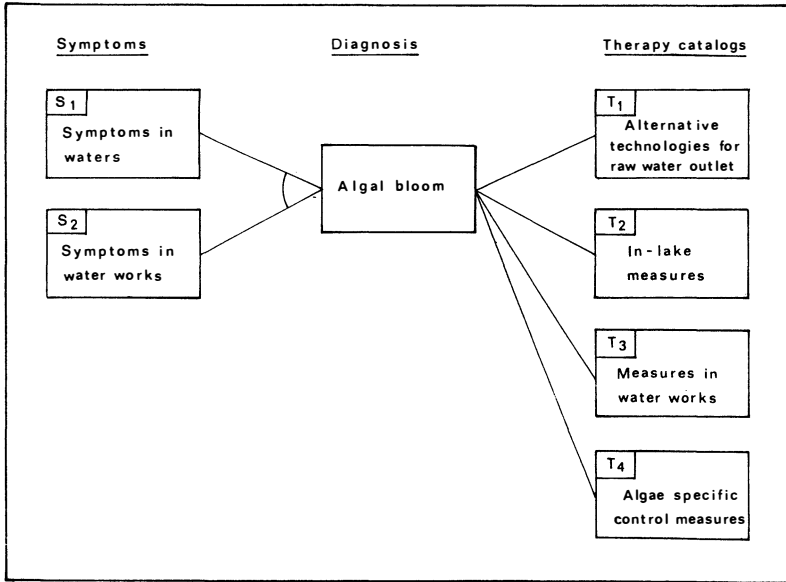 Symptoms
Diagnosis
Therapy catalogs
S1
Symptoms in
waters
S2
Symptoms in
water works
Algal bloom
T1
Alternative
technologies for
raw water outlet
T2
In-lake
measures
T3
Measures in
water works
T4
Algae specific
control measures